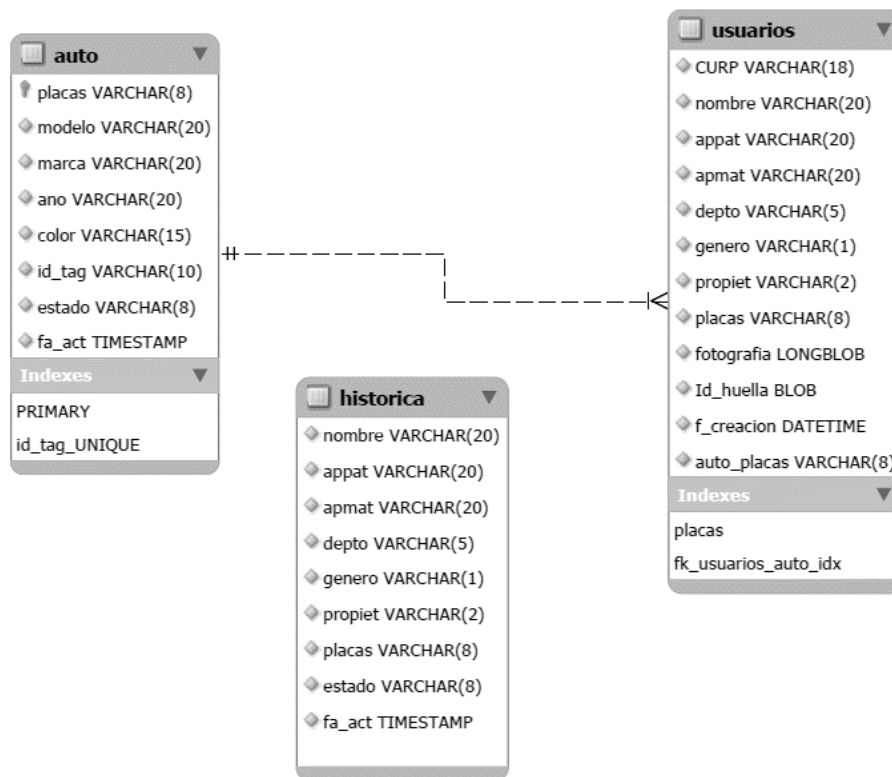 auto
placas VARCHAR(8)
modelo VARCHAR(20)
marca VARCHAR(20)
ano VARCHAR(20)
color VARCHAR(15)
id_tag VARCHAR(10)
estado VARCHAR(8)
fa_act TIMESTAMP
Indexes
PRIMARY
id_tag_UNIQUE
historica
nombre VARCHAR(20)
appat VARCHAR(20)
apmat VARCHAR(20)
depto VARCHAR(5)
genero VARCHAR(1)
propiet VARCHAR(2)
placas VARCHAR(8)
estado VARCHAR(8)
fa_act TIMESTAMP
usuarios
CURP VARCHAR(18)
nombre VARCHAR(20)
appat VARCHAR(20)
apmat VARCHAR(20)
depto VARCHAR(5)
genero VARCHAR(1)
propiet VARCHAR(2)
placas VARCHAR(8)
fotografia LONGBLOB
Id_huella BLOB
f_creacion DATETIME
auto_placas VARCHAR(8)
Indexes
placas
fk_usuarios_auto_idx